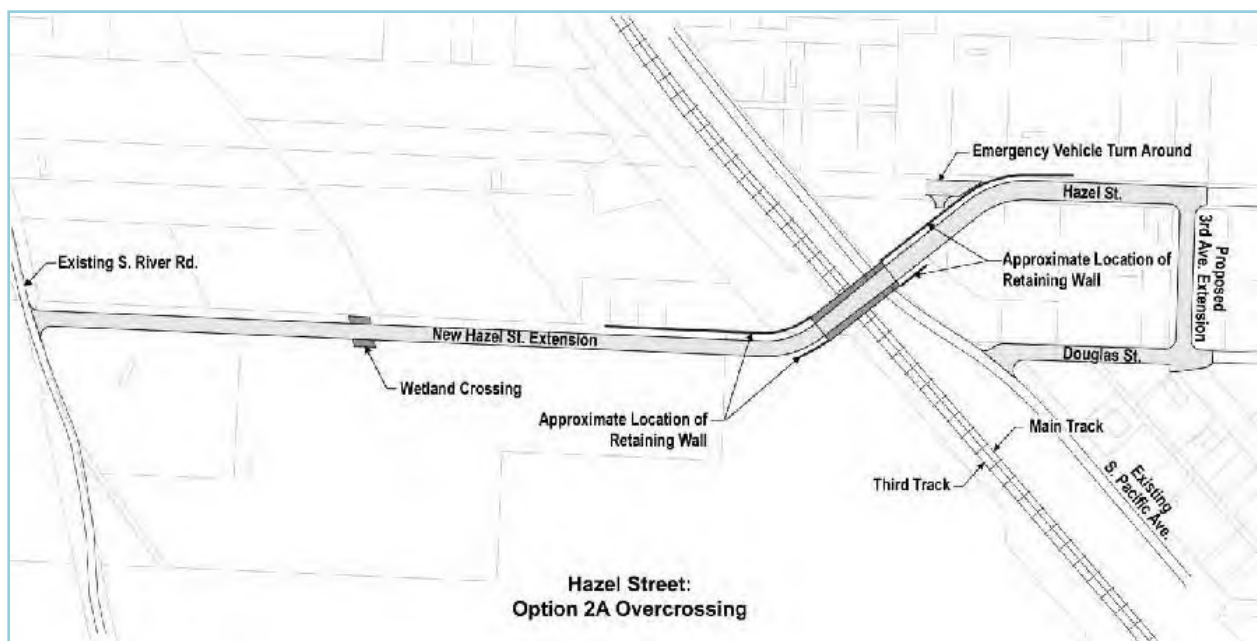 Emergency Vehicle Turn Around
Hazel St.
Existing S. River Rd.
Approximate Location of
Retaining Wall
Proposed
3rd Ave. Extension
New Hazel St. Extension
Douglas St.
Wetland Crossing
Approximate Location of
Retaining Wall
Main Track
Third Track
Existing
S. Pacific Ave.
Hazel Street:
Option 2A Overcrossing